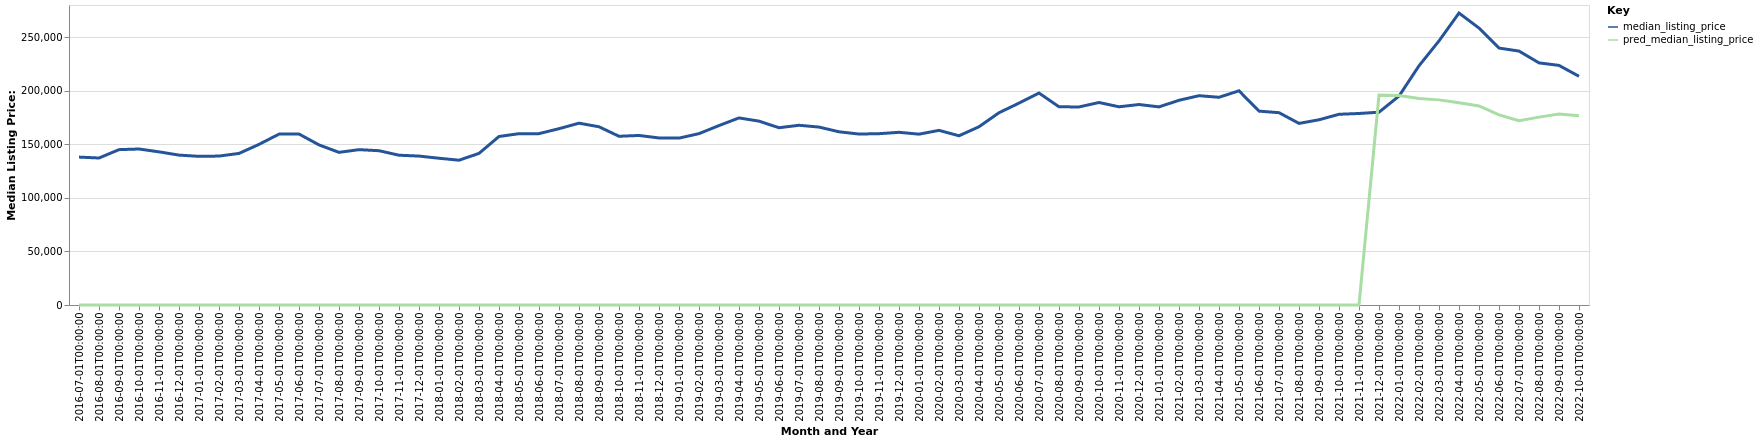 Key
median_listing_price
pred_median_listing_price
Median Listing Price:
250,000
200,000
150,000
100,000
50,000
0
2016-07-01T00:00:00
2016-08-01T00:00:00
2016-09-01T00:00:00
2016-10-01T00:00:00
2016-11-01T00:00:00
2016-12-01T00:00:00
2017-01-01T00:00:00
2017-02-01T00:00:00
2017-03-01T00:00:00
2017-04-01T00:00:00
2017-05-01T00:00:00
2017-06-01T00:00:00
2017-07-01T00:00:00
2017-08-01T00:00:00
2017-09-01T00:00:00
2017-10-01T00:00:00
2017-11-01T00:00:00
2017-12-01T00:00:00
2018-01-01T00:00:00
2018-02-01T00:00:00
2018-03-01T00:00:00
2018-04-01T00:00:00
2018-05-01T00:00:00
2018-06-01T00:00:00
2018-07-01T00:00:00
2018-08-01T00:00:00
2018-09-01T00:00:00
2018-10-01T00:00:00
2018-11-01T00:00:00
2018-12-01T00:00:00
2019-01-01T00:00:00
2019-02-01T00:00:00
2019-03-01T00:00:00
2019-04-01T00:00:00
2019-05-01T00:00:00
2019-06-01T00:00:00
2019-07-01T00:00:00
2019-08-01T00:00:00
2019-09-01T00:00:00
2019-10-01T00:00:00
2019-11-01T00:00:00
2019-12-01T00:00:00
2020-01-01T00:00:00
2020-02-01T00:00:00
2020-03-01T00:00:00
2020-04-01T00:00:00
2020-05-01T00:00:00
2020-06-01T00:00:00
2020-07-01T00:00:00
2020-08-01T00:00:00
2020-09-01T00:00:00
2020-10-01T00:00:00
2020-11-01T00:00:00
2020-12-01T00:00:00
2021-01-01T00:00:00
2021-02-01T00:00:00
2021-03-01T00:00:00
2021-04-01T00:00:00
2021-05-01T00:00:00
2021-06-01T00:00:00
2021-07-01T00:00:00
2021-08-01T00:00:00
2021-09-01T00:00:00
2021-10-01T00:00:00
2021-11-01T00:00:00
2021-12-01T00:00:00
2022-01-01T00:00:00
2022-02-01T00:00:00
2022-03-01T00:00:00
2022-04-01T00:00:00
2022-05-01T00:00:00
2022-06-01T00:00:00
2022-07-01T00:00:00
2022-08-01T00:00:00
2022-09-01T00:00:00
2022-10-01T00:00:00
Month and Year